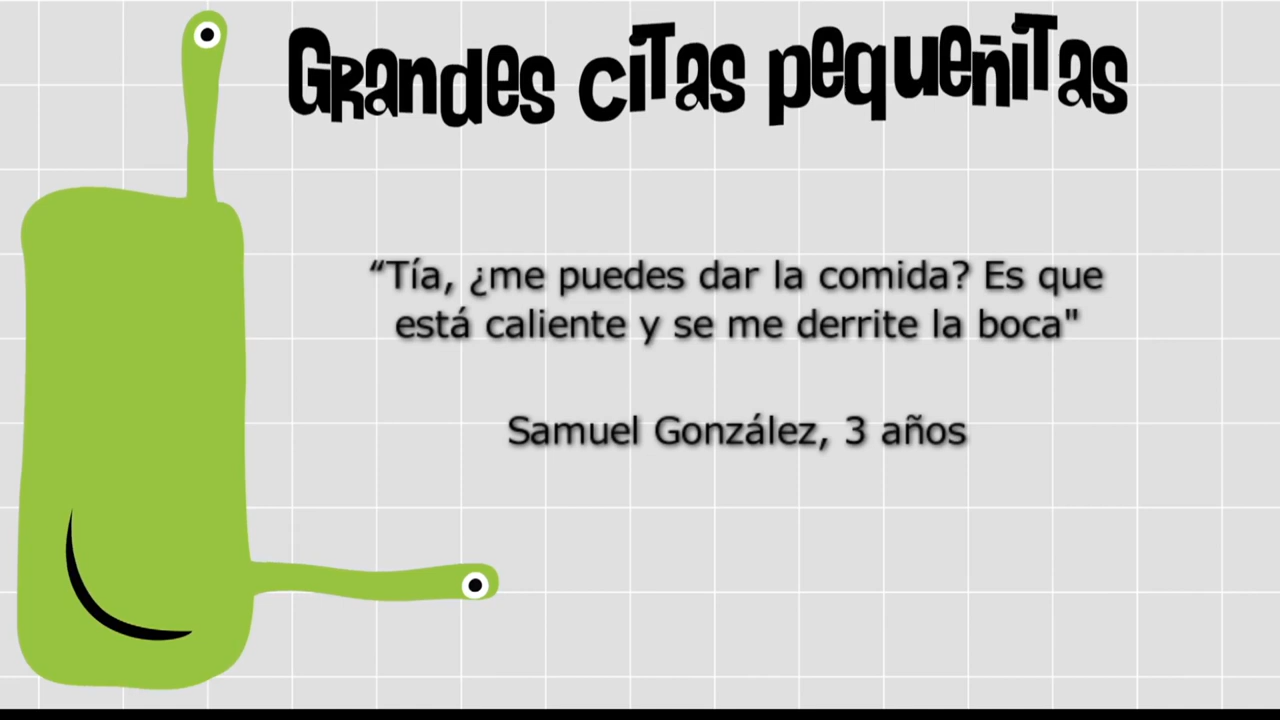 Grandes citas pequeñitas
“Tía, ¿me puedes dar la comida? Es que
está caliente y se me derrite la boca"
Samuel González, 3 años